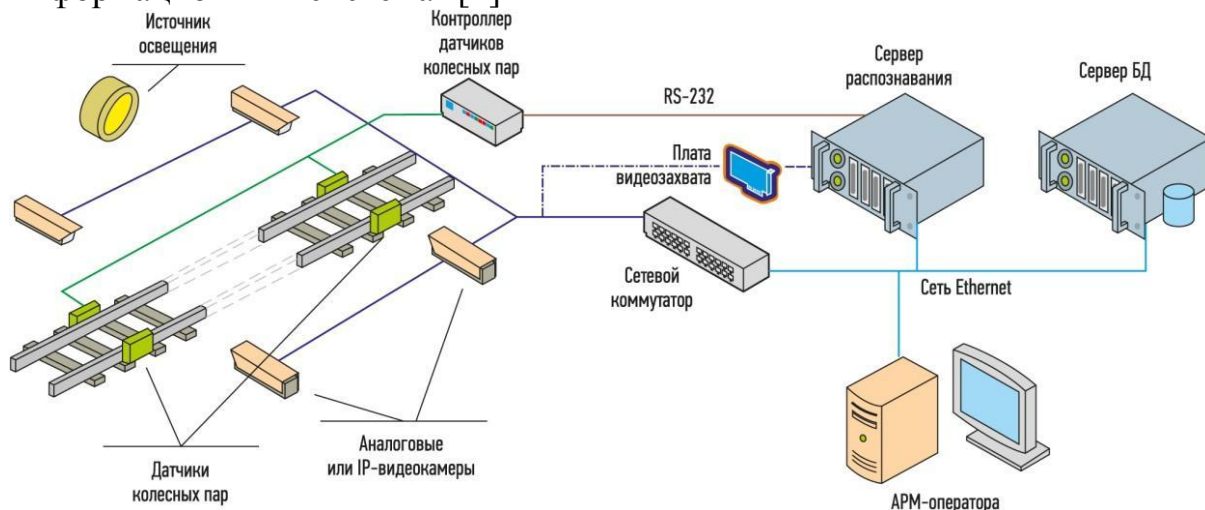 Источник
освещения
Контроллер
датчиков
колесных пар
Сервер
распознавания
Сервер БД
RS-232
Плата
видеозахвата
Сетевой
коммутатор
Сеть Ethernet
Датчики
колесных пар
Аналоговые
или IP-видеокамеры
АРМ-оператора